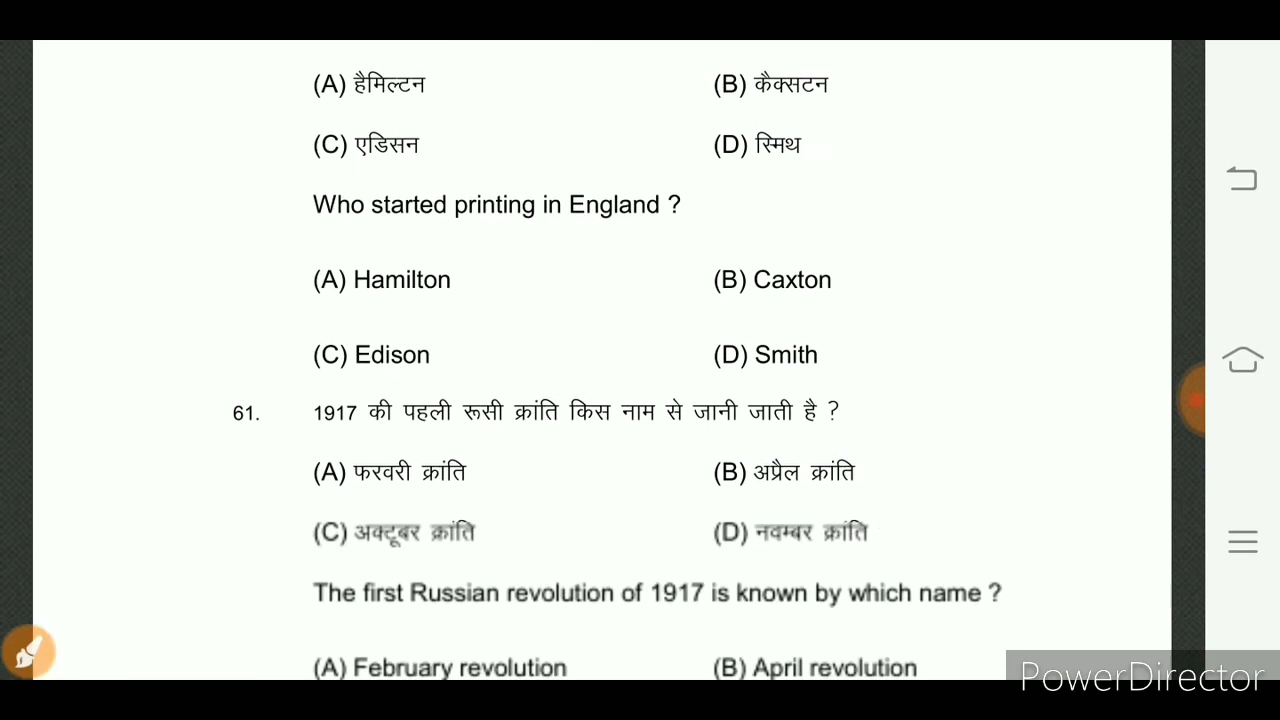 (A) हैमिल्टन (B) कैक्सटन
(C) एडिसन (D) स्मिथ
Who started printing in England ?
(A) Hamilton (B) Caxton
(C) Edison (D) Smith
61. 1917 की पहली रूसी क्रांति किस नाम से जानी जाती है ?
(A) फरवरी क्रांति (B) अप्रैल क्रांति
(C) अक्टूबर क्रांति (D) नवम्बर क्रांति
The first Russian revolution of 1917 is known by which name ?
(A) February revolution (B) April revolution
PowerDirector